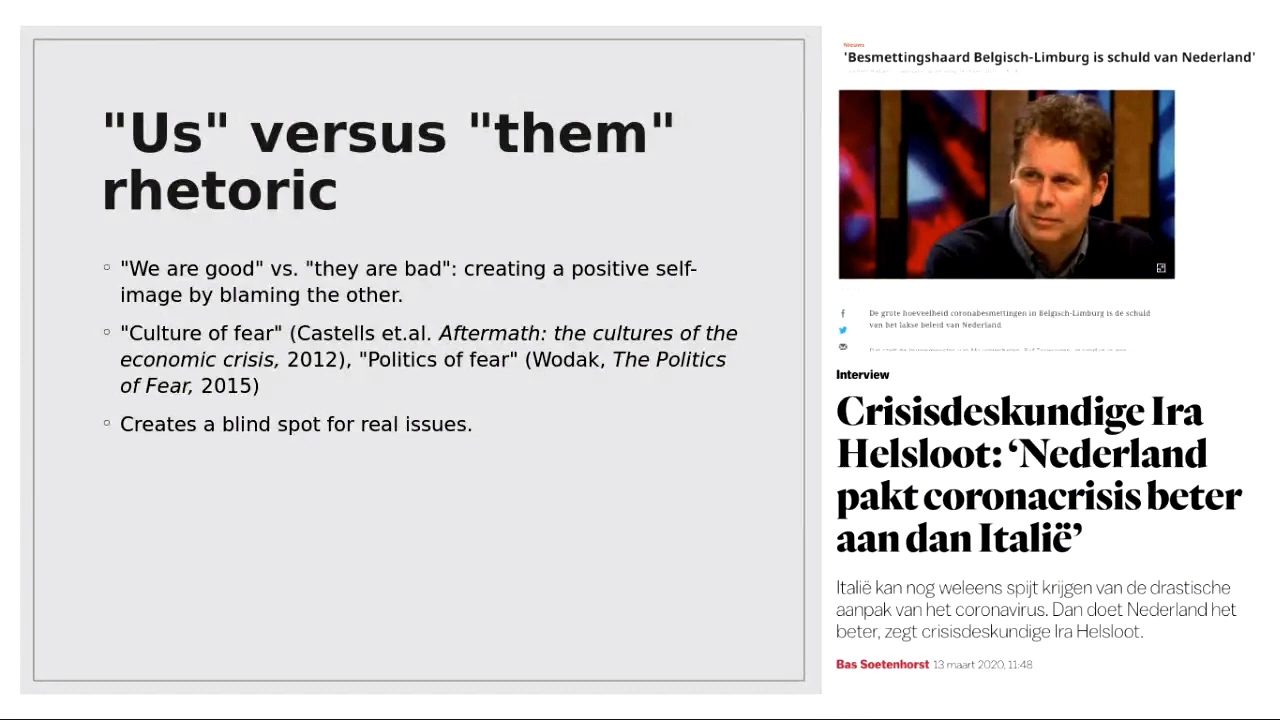 "Us" versus "them"
rhetoric
"We are good" vs. "they are bad": creating a positive self-
image by blaming the other.
"Culture of fear" (Castells et.al. Aftermath: the cultures of the
economic crisis, 2012), "Politics of fear" (Wodak, The Politics
of Fear, 2015)
Creates a blind spot for real issues.
Nieuws
'Besmettingshaard Belgisch-Limburg is schuld van Nederland'
De grote hoeveelheid coronabesmettingen in Belgisch-Limburg is de schuld
van het lakse beleid van Nederland.
Interview
Crisisdeskundige Ira
Helsloot: ‘Nederland
pakt coronacrisis beter
aan dan Italië’
Italië kan nog weleens spijt krijgen van de drastische
aanpak van het coronavirus. Dan doet Nederland het
beter, zegt crisisdeskundige Ira Helsloot.
Bas Soetenhorst 13 maart 2020, 11:48